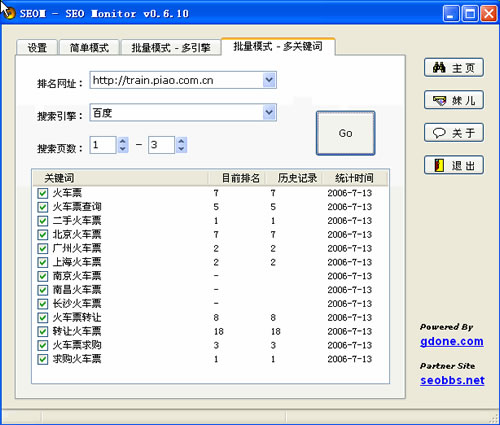 SEOM - SEO Monitor v0.6.10
设置 简单模式 批量模式 - 多引擎 批量模式 - 多关键词
排名网址： http://train.piao.com.cn
搜索引擎： 百度
搜索页数： 1 - 3
Go
主页
妹儿
关于
退出
关键词 目前排名 历史记录 统计时间
火车票 7 7 2006-7-13
火车票查询 5 5 2006-7-13
二手火车票 1 1 2006-7-13
北京火车票 7 7 2006-7-13
广州火车票 2 2 2006-7-13
上海火车票 2 2 2006-7-13
南京火车票 - 2006-7-13
南昌火车票 - 2006-7-13
长沙火车票 - 2006-7-13
火车票转让 8 8 2006-7-13
转让火车票 18 18 2006-7-13
火车票求购 3 3 2006-7-13
求购火车票 1 1 2006-7-13
Powered By
gdone.com
Partner Site
seobbs.net